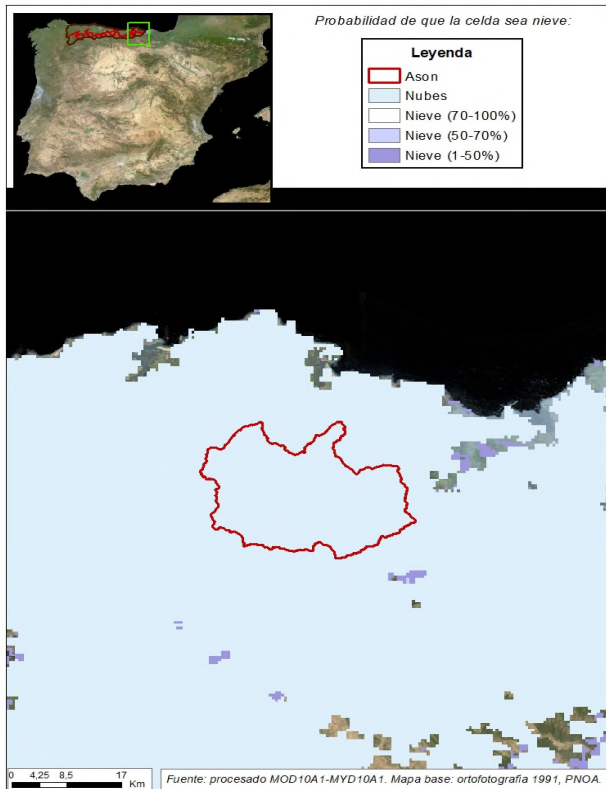 Probabilidad de que la celda sea nieve:
Leyenda
Ason
Nubes
Nieve (70-100%)
Nieve (50-70%)
Nieve (1-50%)
0 4,25 8,5 17
Km
Fuente: procesado MOD10A1-MYD10A1. Mapa base: ortofotografia 1991, PNOA.